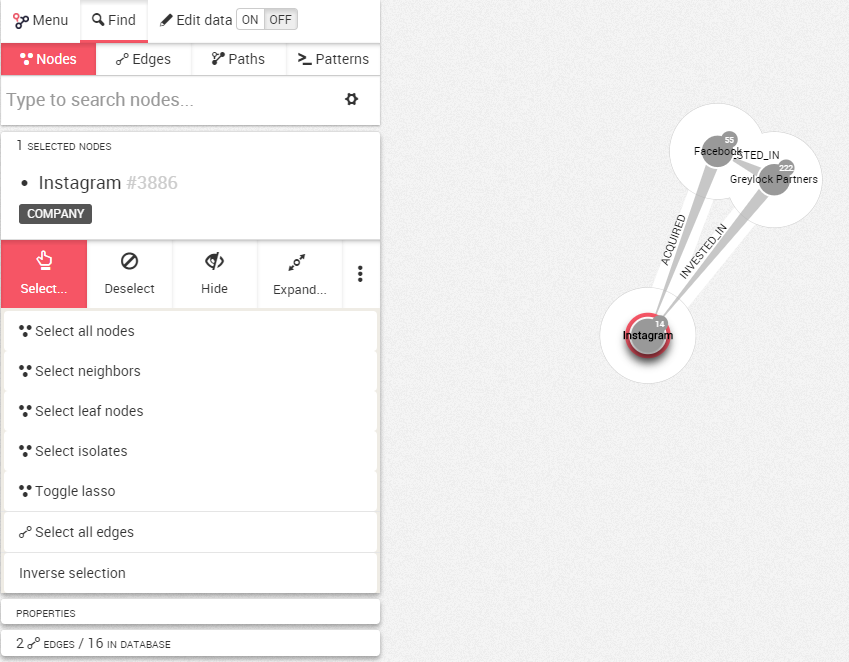 Menu Find Edit data ON OFF
Nodes Edges Paths Patterns
Type to search nodes...
1 SELECTED NODES
• Instagram #3886
COMPANY
Select... Deselect Hide Expand...
Select all nodes
Select neighbors
Select leaf nodes
Select isolates
Toggle lasso
Select all edges
Inverse selection
PROPERTIES
2 EDGES / 16 IN DATABASE
55
Facebook
STED_IN
222
Greylock Partners
ACQUIRED
INVESTED_IN
14
Instagram